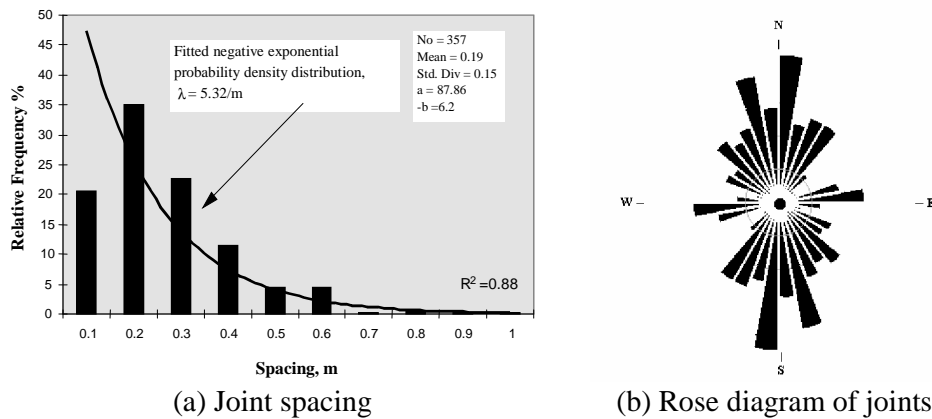 50
45
40
35
30
25
20
15
10
5
0
Relative Frequency %
Fitted negative exponential
probability density distribution,
λ = 5.32/m
No = 357
Mean = 0.19
Std. Div = 0.15
a = 87.86
-b =6.2
R² =0.88
0.1 0.2 0.3 0.4 0.5 0.6 0.7 0.8 0.9 1
Spacing, m
(a) Joint spacing
N
W
E
S
(b) Rose diagram of joints